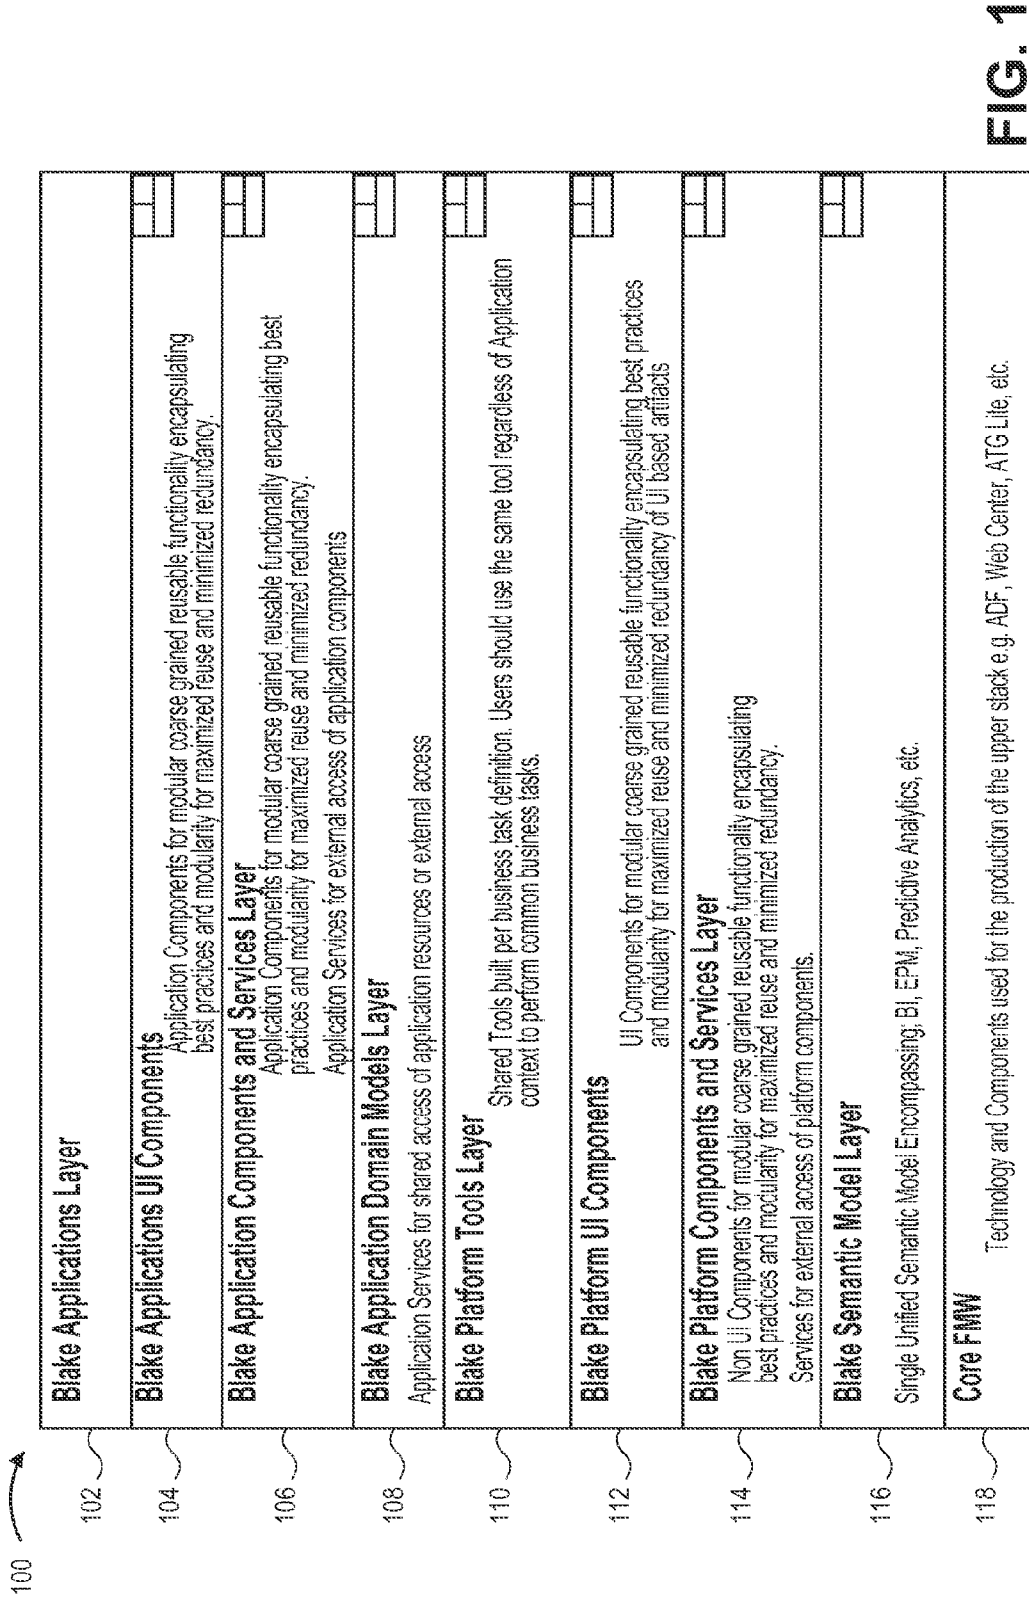 100
102
Blake Applications Layer
104
Blake Applications UI Components
Application Components for modular coarse grained reusable functionality encapsulating
best practices and modularity for maximized reuse and minimized redundancy.
106
Blake Application Components and Services Layer
Application Components for modular coarse grained reusable functionality encapsulating best
practices and modularity for maximized reuse and minimized redundancy.
Application Services for external access of application components
108
Blake Application Domain Models Layer
Application Services for shared access of application resources or external access
110
Blake Platform Tools Layer
Shared Tools built per business task definition. Users should use the same tool regardless of Application
context to perform common business tasks.
112
Blake Platform UI Components
UI Components for modular coarse grained reusable functionality encapsulating best practices
and modularity for maximized reuse and minimized redundancy of UI based artifacts
114
Blake Platform Components and Services Layer
Non UI Components for modular coarse grained reusable functionality encapsulating
best practices and modularity for maximized reuse and minimized redundancy.
Services for external access of platform components.
116
Blake Semantic Model Layer
Single Unified Semantic Model Encompassing; BI, EPM, Predictive Analytics, etc.
118
Core FMW
Technology and Components used for the production of the upper stack e.g. ADF, Web Center, ATG Lite, etc.
FIG. 1